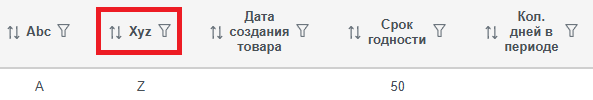 Abc Xyz Дата создания товара Срок годности Кол. дней в периоде
A Z 50